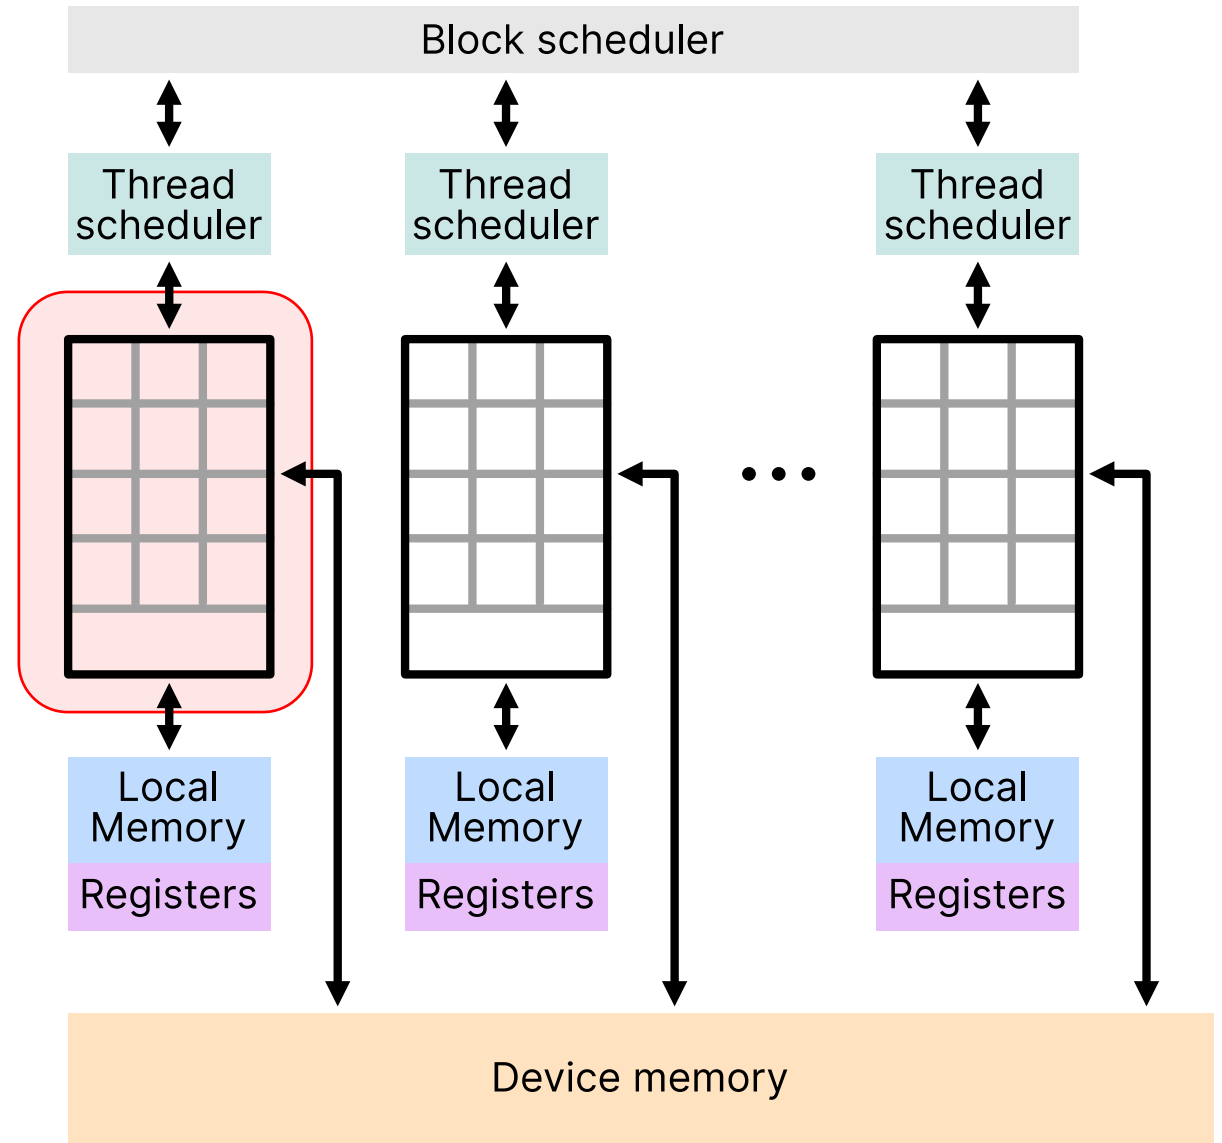 Block scheduler
Thread
scheduler
Thread
scheduler
Thread
scheduler
Local
Memory
Registers
Local
Memory
Registers
Local
Memory
Registers
Device memory